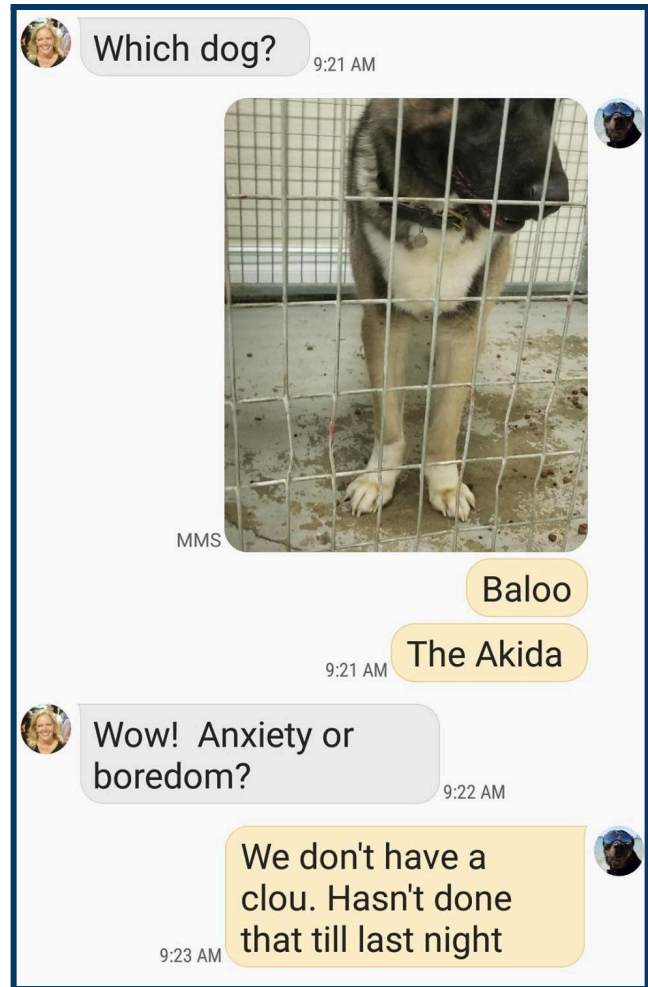 Which dog?
9:21 AM
MMS
Baloo
The Akida
9:21 AM
Wow!  Anxiety or
boredom?
9:22 AM
We don't have a
clou. Hasn't done
that till last night
9:23 AM